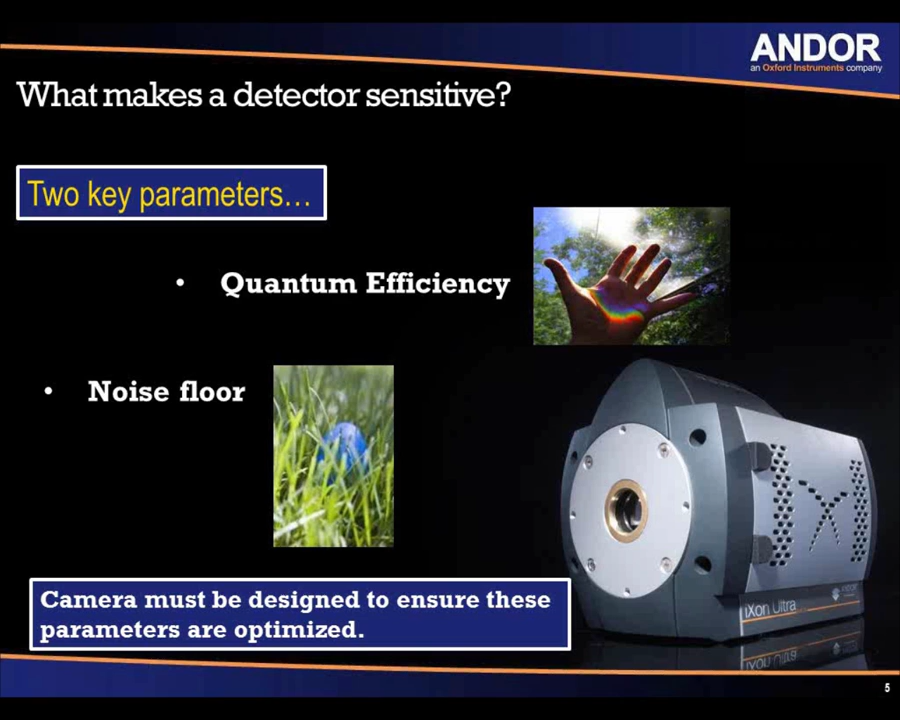 ANDOR
an Oxford Instruments company
What makes a detector sensitive?
Two key parameters...
• Quantum Efficiency
• Noise floor
iXon Ultra
Camera must be designed to ensure these
parameters are optimized.
5